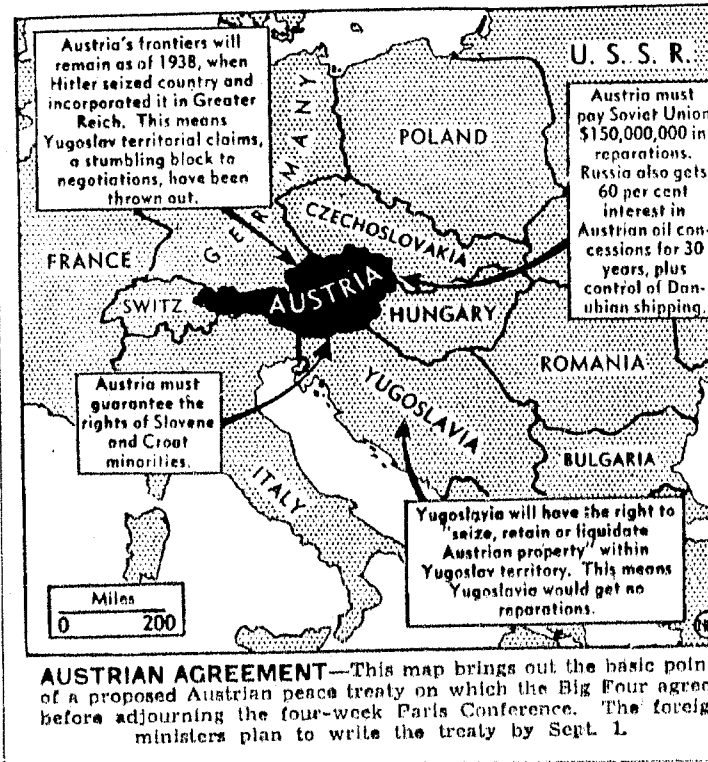 Austria's frontiers will
remain as of 1938, when
Hitler seized country and
incorporated it in Greater
Reich. This means
Yugoslav territorial claims,
a stumbling block to
negotiations, have been
thrown out.
U. S. S. R.
Austria must
pay Soviet Union
$150,000,000 in
reparations.
Russia also gets
60 per cent
interest in
Austrian oil con-
cessions for 30
years, plus
control of Dan-
ubian shipping.
POLAND
GERMANY
CZECHOSLOVAKIA
FRANCE
SWITZ.
AUSTRIA
HUNGARY
ROMANIA
Austria must
guarantee the
rights of Slovene
and Croat
minorities.
YUGOSLAVIA
BULGARIA
ITALY
Yugoslavia will have the right to
"seize, retain or liquidate
Austrian property" within
Yugoslav territory. This means
Yugoslavia would get no
reparations.
Miles
0 200
AUSTRIAN AGREEMENT—This map brings out the basic poin
of a proposed Austrian peace treaty on which the Big Four agree
before adjourning the four-week Paris Conference. The foreig
ministers plan to write the treaty by Sept. 1.